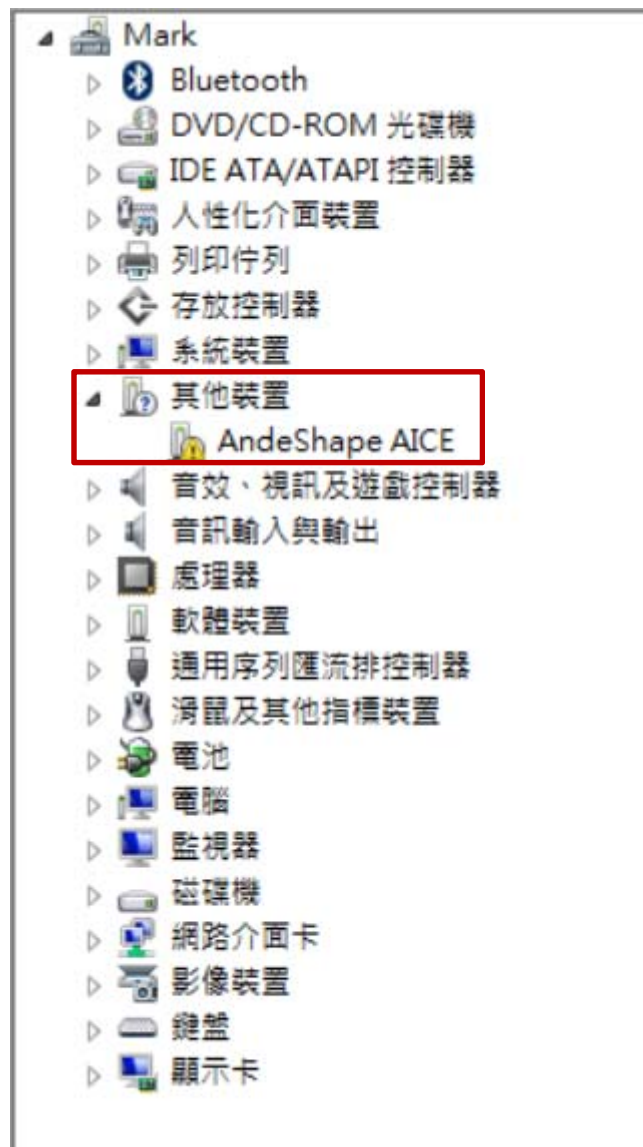 Mark
Bluetooth
DVD/CD-ROM 光碟機
IDE ATA/ATAPI 控制器
人性化介面裝置
列印佇列
存放控制器
系統裝置
其他裝置
AndeShape AICE
音效、視訊及遊戲控制器
音訊輸入與輸出
處理器
軟體裝置
通用序列匯流排控制器
滑鼠及其他指標裝置
電池
電腦
監視器
磁碟機
網路介面卡
影像裝置
鍵盤
顯示卡